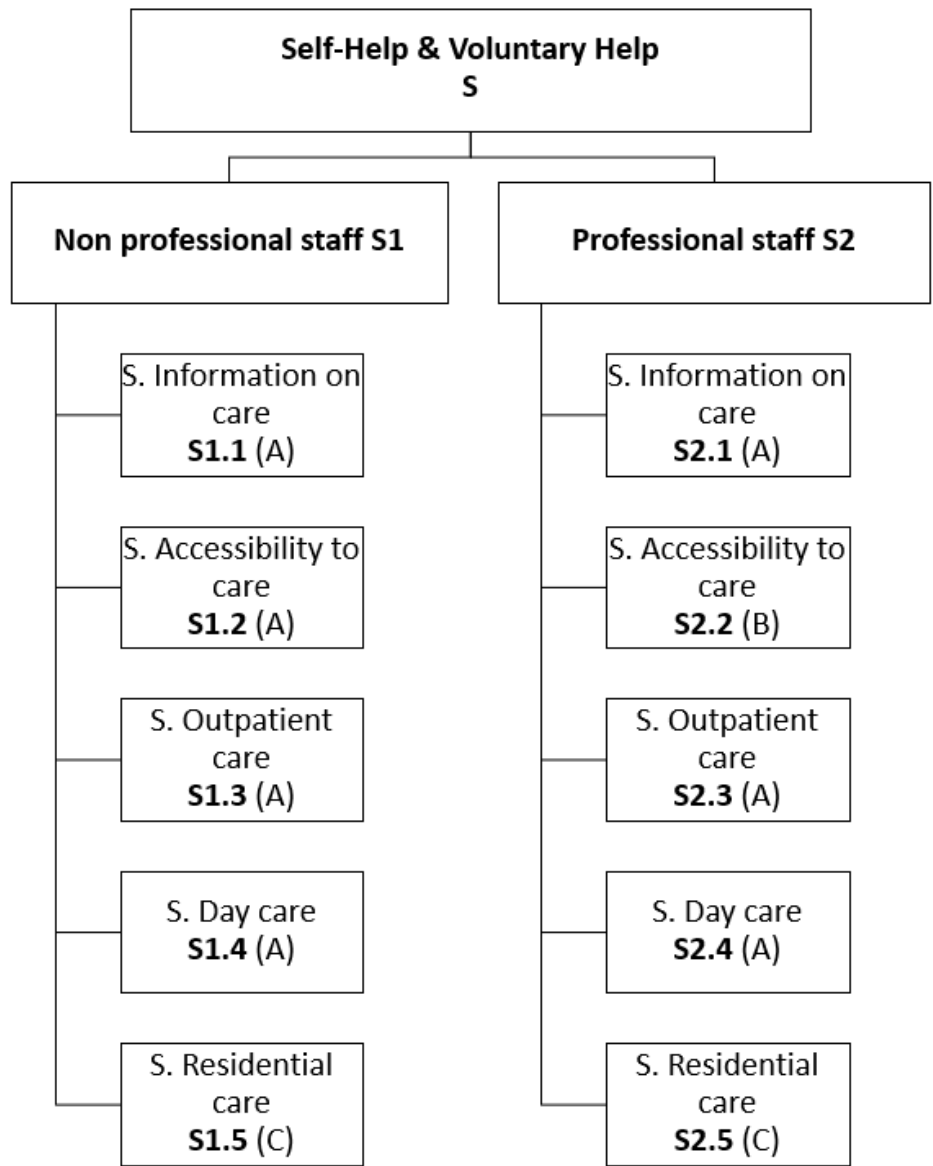 Self-Help & Voluntary Help
S
Non professional staff S1
S. Information on
care
S1.1 (A)
S. Accessibility to
care
S1.2 (A)
S. Outpatient
care
S1.3 (A)
S. Day care
S1.4 (A)
S. Residential
care
S1.5 (C)
Professional staff S2
S. Information on
care
S2.1 (A)
S. Accessibility to
care
S2.2 (B)
S. Outpatient
care
S2.3 (A)
S. Day care
S2.4 (A)
S. Residential
care
S2.5 (C)